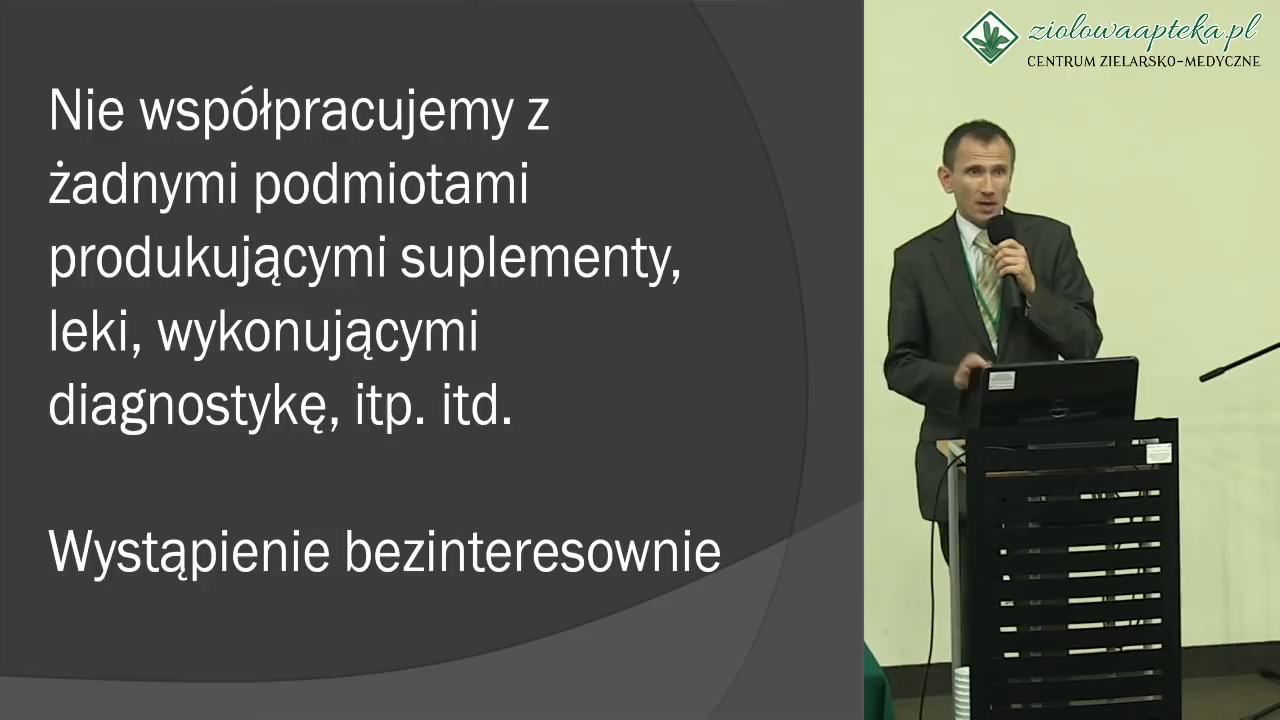 Nie współpracujemy z
żadnymi podmiotami
produkującymi suplementy,
leki, wykonującymi
diagnostykę, itp. itd.
Wystąpienie bezinteresownie
ziolowaapteka.pl
CENTRUM ZIELARSKO-MEDYCZNE